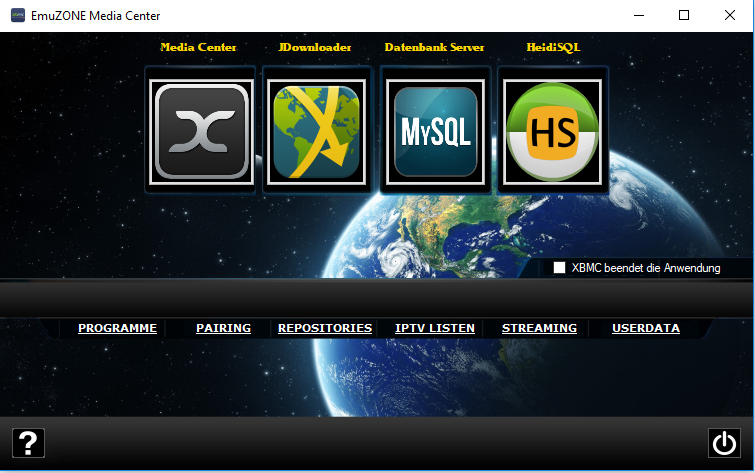 EmuZONE Media Center
Media Center JDownloader Datenbank Server HeidiSQL
MySQL HS
XBMC beendet die Anwendung
PROGRAMME PAIRING REPOSITORIES IPTV LISTEN STREAMING USERDATA
?